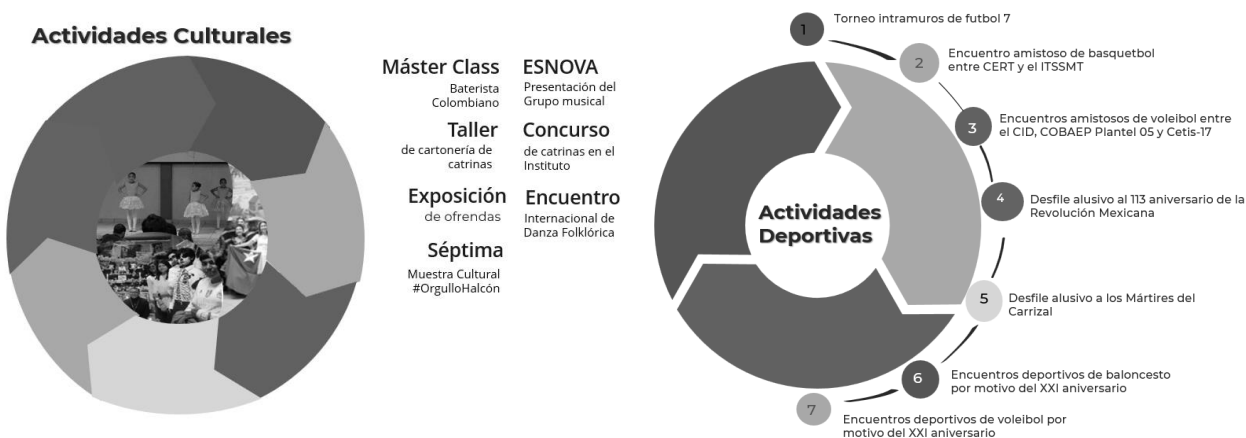 Actividades Culturales
Máster Class
Baterista
Colombiano
ESNOVA
Presentación del
Grupo musical
Taller
de cartonería de
catrinas
Concurso
de catrinas en el
Instituto
Exposición
de ofrendas
Encuentro
Internacional de
Danza Folklórica
Séptima
Muestra Cultural
#OrgulloHalcón
Actividades
Deportivas
1
Torneo intramuros de futbol 7
2
Encuentro amistoso de basquetbol
entre CERT y el ITSSMT
3
Encuentros amistosos de voleibol entre
el CID, COBAEP Plantel 05 y Cetis-17
4
Desfile alusivo al 113 aniversario de la
Revolución Mexicana
5
Desfile alusivo a los Mártires del
Carrizal
6
Encuentros deportivos de baloncesto
por motivo del XXI aniversario
7
Encuentros deportivos de voleibol por
motivo del XXI aniversario